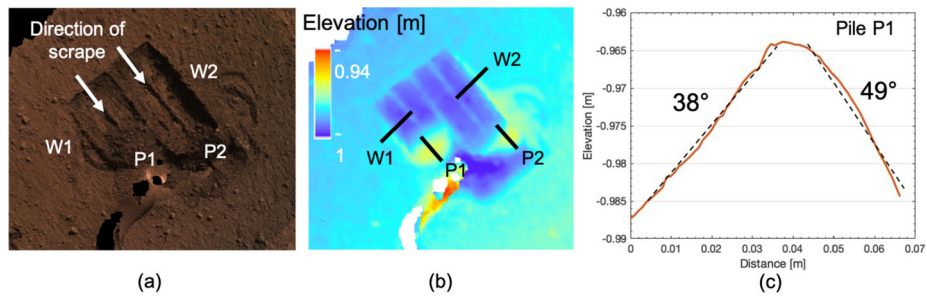 Direction of
scrape
W2
W1
P1
P2
(a)
Elevation [m]
0.94
1
W2
W1
P1
P2
(b)
-0.96
-0.965
-0.97
-0.975
-0.98
-0.985
-0.99
Elevation [m]
Pile P1
38°
49°
0
0.01
0.02
0.03
0.04
0.05
0.06
0.07
Distance [m]
(c)